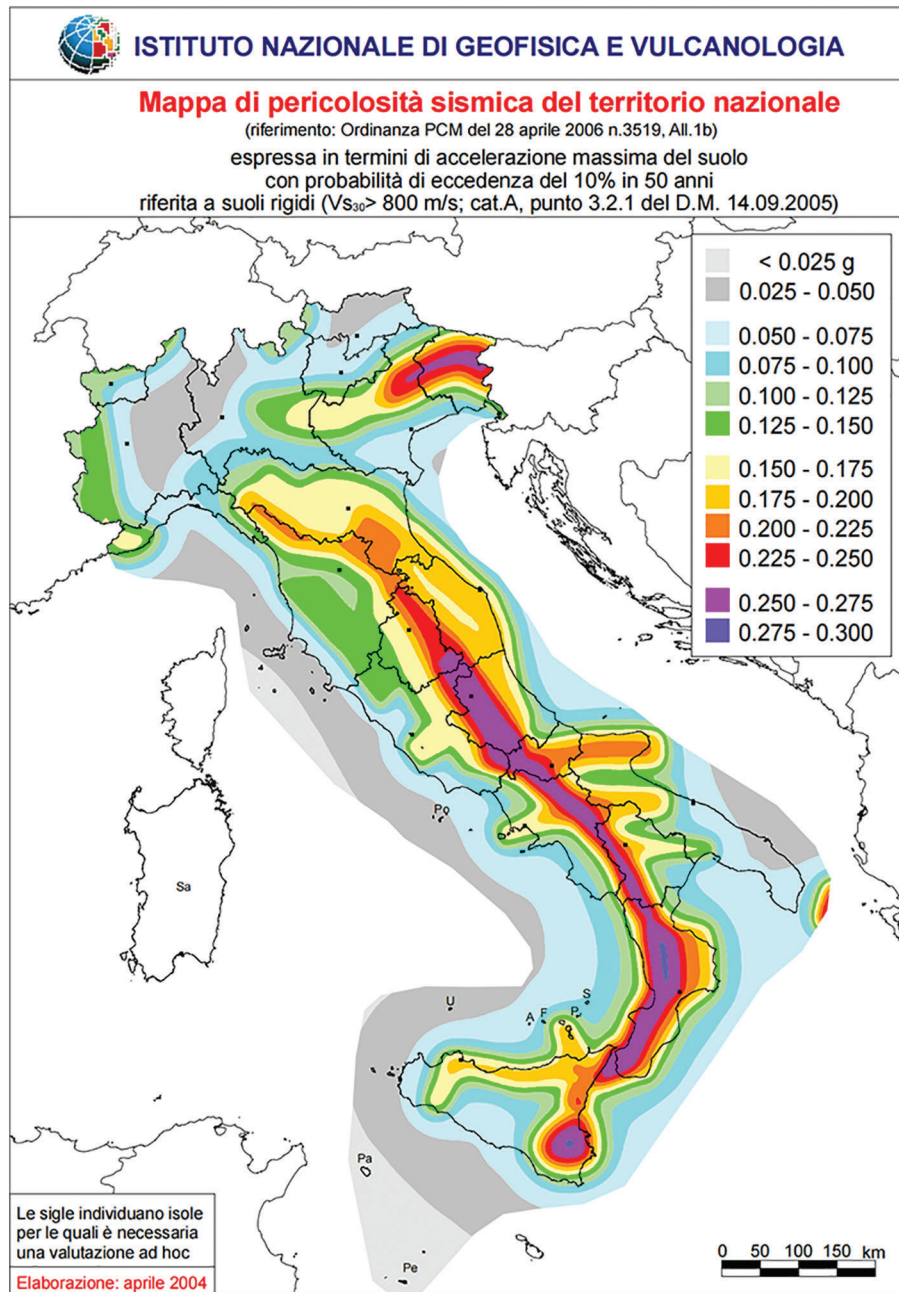 ISTITUTO NAZIONALE DI GEOFISICA E VULCANOLOGIA
Mappa di pericolosità sismica del territorio nazionale
(riferimento: Ordinanza PCM del 28 aprile 2006 n.3519, All.1b)
espressa in termini di accelerazione massima del suolo
con probabilità di eccedenza del 10% in 50 anni
riferita a suoli rigidi (Vs30> 800 m/s; cat.A, punto 3.2.1 del D.M. 14.09.2005)
< 0.025 g
0.025 - 0.050
0.050 - 0.075
0.075 - 0.100
0.100 - 0.125
0.125 - 0.150
0.150 - 0.175
0.175 - 0.200
0.200 - 0.225
0.225 - 0.250
0.250 - 0.275
0.275 - 0.300
Po
Sa
U
A
F
P
S
Pa
Pe
Le sigle individuano isole
per le quali è necessaria
una valutazione ad hoc
Elaborazione: aprile 2004
0 50 100 150 km